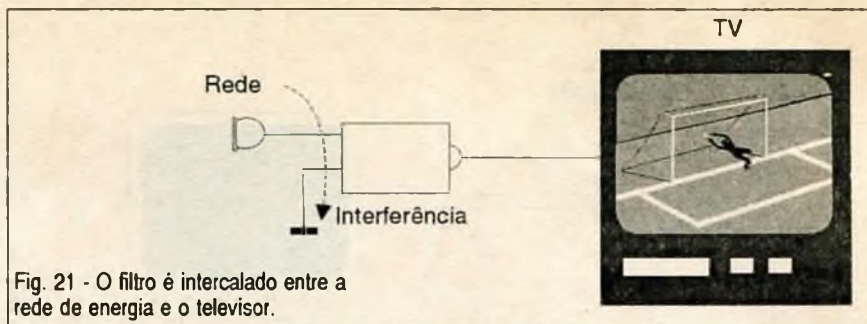 TV
Rede
Interferência
Fig. 21 - O filtro é intercalado entre a
rede de energia e o televisor.